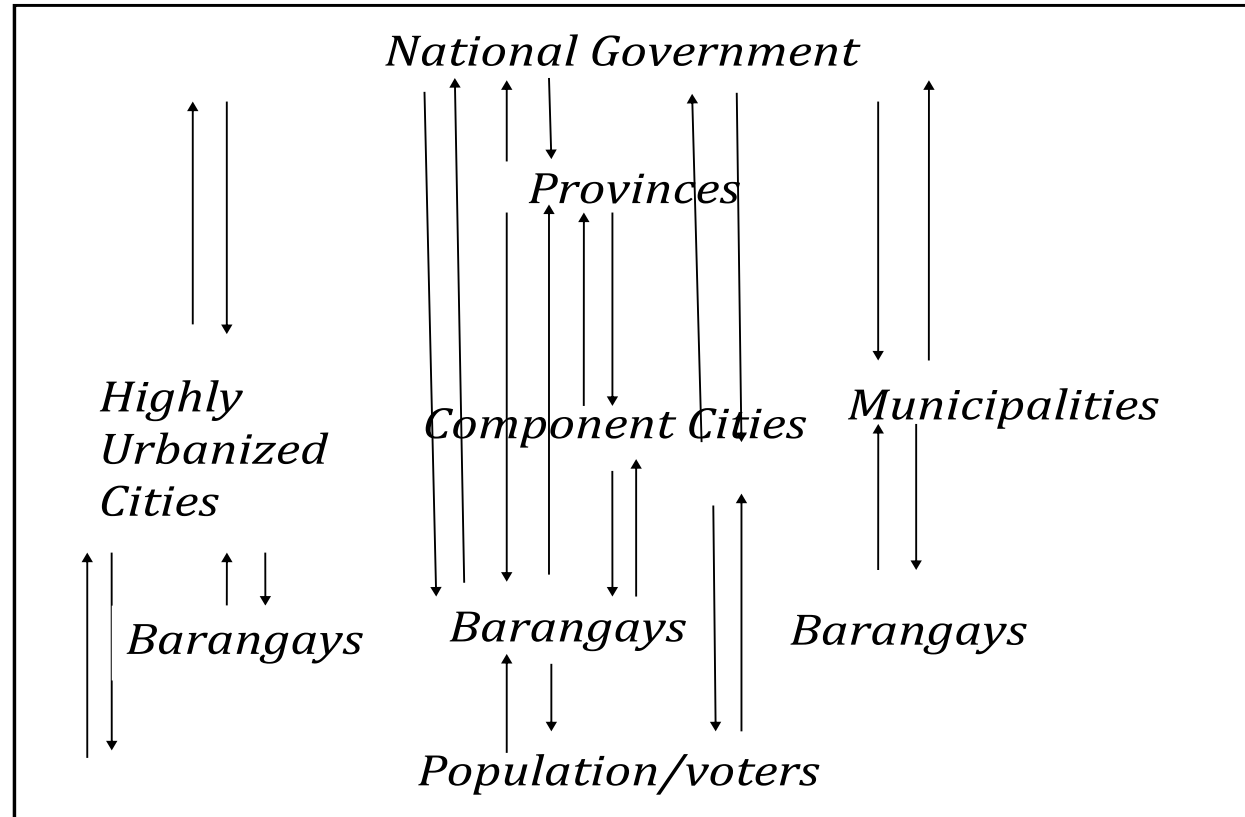 National Government
Provinces
Highly
Urbanized
Cities
Component Cities
Municipalities
Barangays
Barangays
Barangays
Population/voters